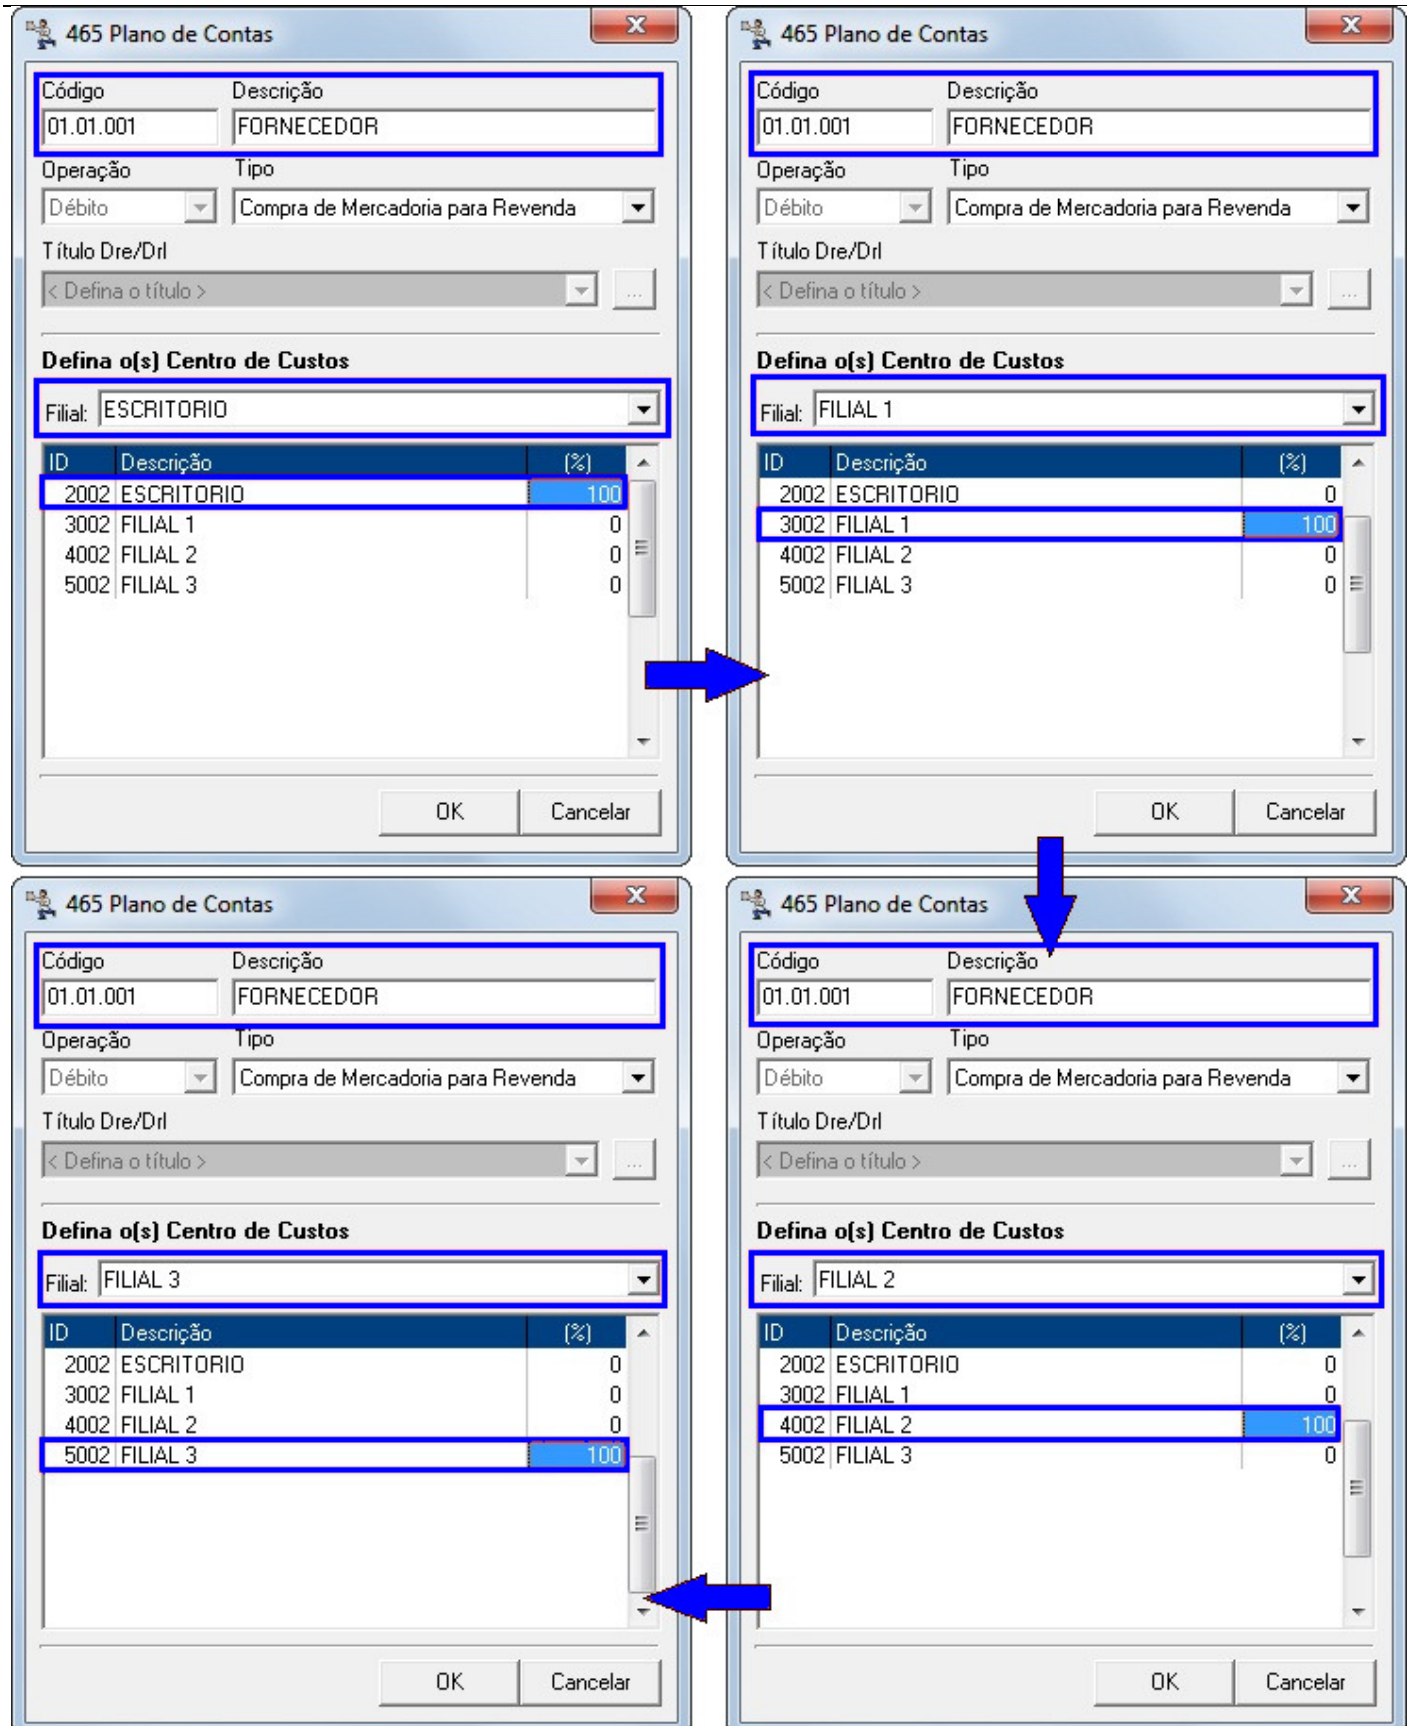 465 Plano de Contas
Código Descrição
01.01.001 FORNECEDOR
Operação Tipo
Débito Compra de Mercadoria para Revenda
Título Dre/Drl
< Defina o título > ...
Defina o(s) Centro de Custos
Filial: ESCRITORIO
ID Descrição (%)
2002 ESCRITORIO 100
3002 FILIAL 1 0
4002 FILIAL 2 0
5002 FILIAL 3 0
OK Cancelar
465 Plano de Contas
Código Descrição
01.01.001 FORNECEDOR
Operação Tipo
Débito Compra de Mercadoria para Revenda
Título Dre/Drl
< Defina o título > ...
Defina o(s) Centro de Custos
Filial: FILIAL 1
ID Descrição (%)
2002 ESCRITORIO 0
3002 FILIAL 1 100
4002 FILIAL 2 0
5002 FILIAL 3 0
OK Cancelar
465 Plano de Contas
Código Descrição
01.01.001 FORNECEDOR
Operação Tipo
Débito Compra de Mercadoria para Revenda
Título Dre/Drl
< Defina o título > ...
Defina o(s) Centro de Custos
Filial: FILIAL 3
ID Descrição (%)
2002 ESCRITORIO 0
3002 FILIAL 1 0
4002 FILIAL 2 0
5002 FILIAL 3 100
OK Cancelar
465 Plano de Contas
Código Descrição
01.01.001 FORNECEDOR
Operação Tipo
Débito Compra de Mercadoria para Revenda
Título Dre/Drl
< Defina o título > ...
Defina o(s) Centro de Custos
Filial: FILIAL 2
ID Descrição (%)
2002 ESCRITORIO 0
3002 FILIAL 1 0
4002 FILIAL 2 100
5002 FILIAL 3 0
OK Cancelar